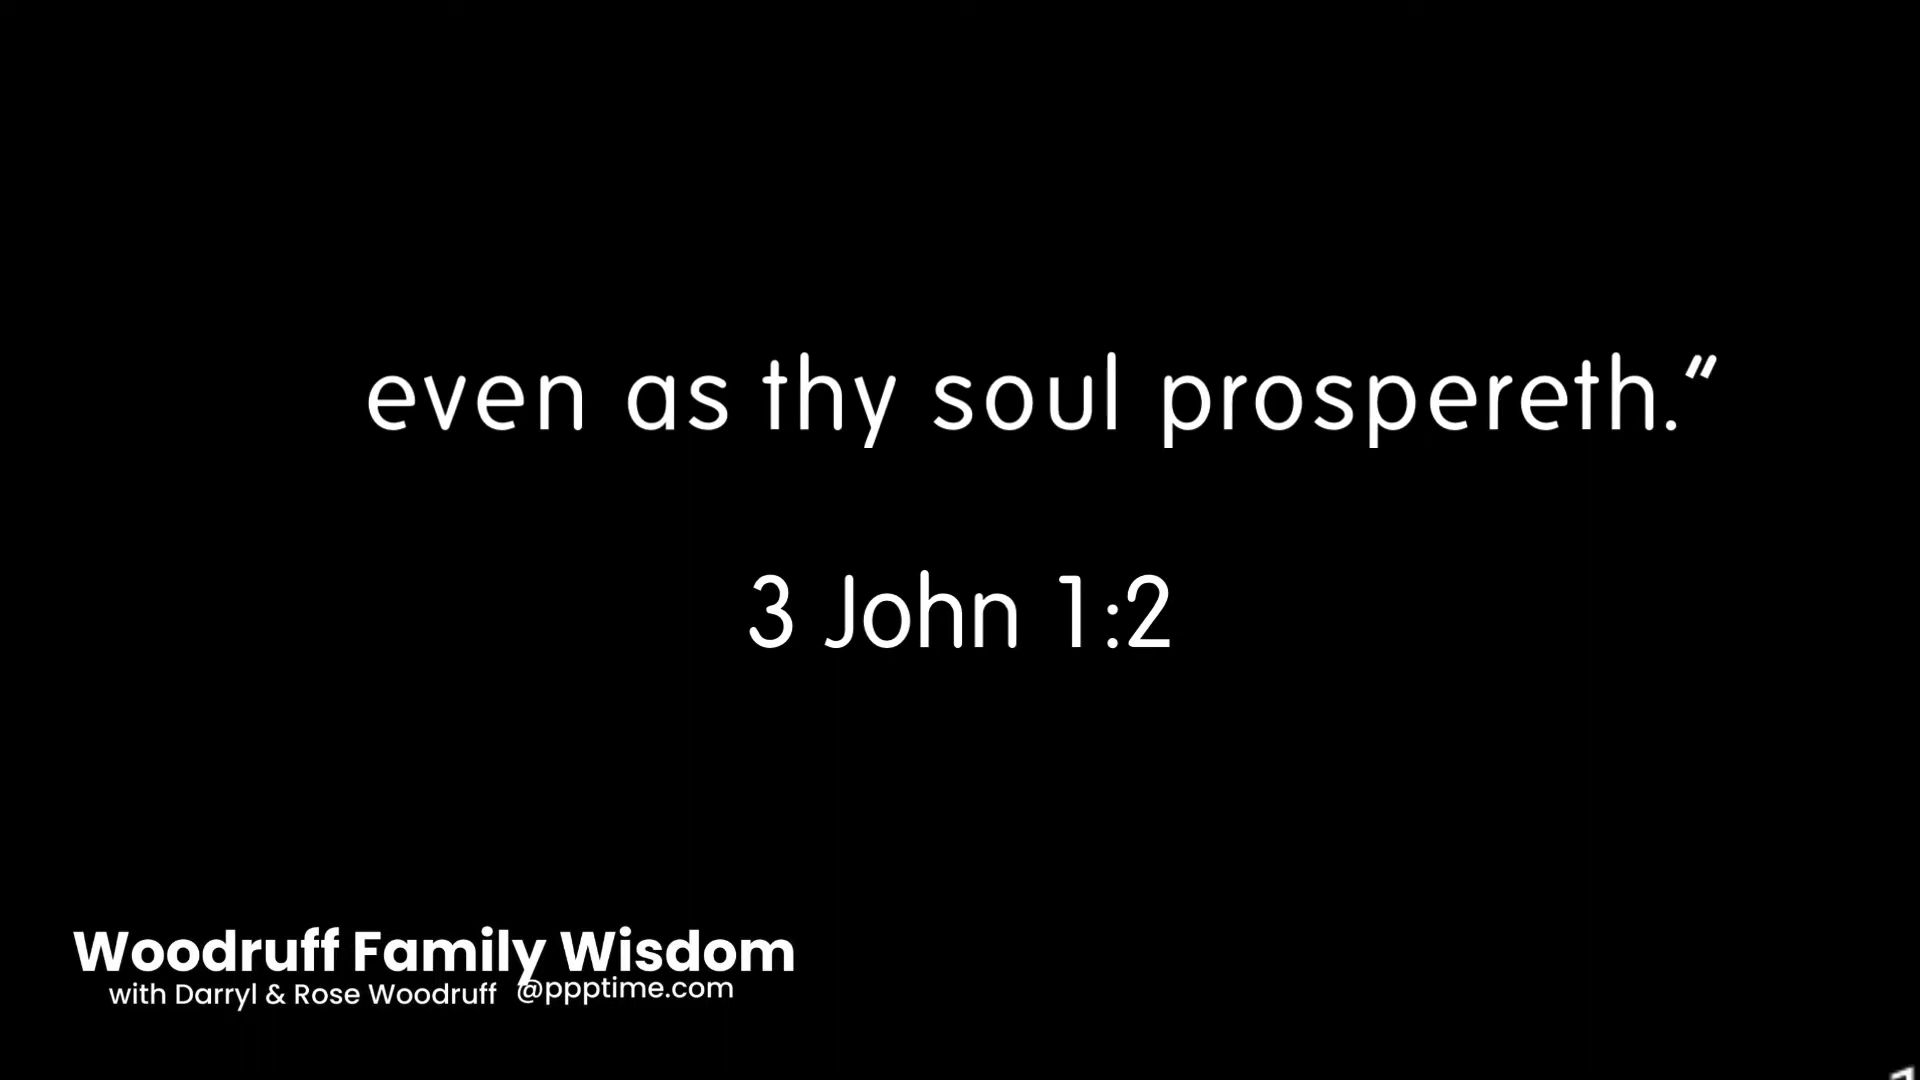 even as thy soul prospereth.”
3 John 1:2
Woodruff Family Wisdom
with Darryl & Rose Woodruff @ppptime.com